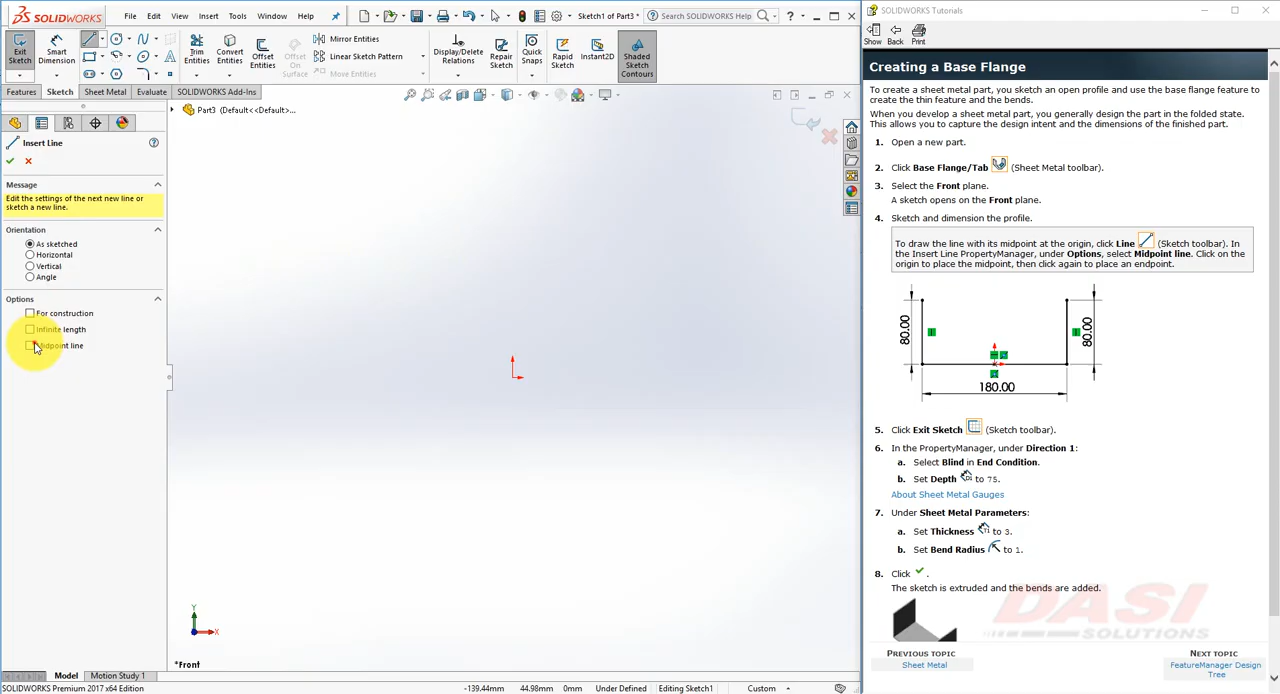 SOLIDWORKS File Edit View Insert Tools Window Help Sketch1 of Part3 * Search SOLIDWORKS Help
Exit Sketch
Smart Dimension
Trim Entities
Convert Entities
Offset Entities
Offset On Surface
Mirror Entities
Linear Sketch Pattern
Move Entities
Display/Delete Relations
Repair Sketch
Quick Snaps
Rapid Sketch
Instant2D
Shaded Sketch Contours
Features Sketch Sheet Metal Evaluate SOLIDWORKS Add-Ins
Part3 (Default<<Default>...
Insert Line
Message
Edit the settings of the next new line or
sketch a new line.
Orientation
As sketched
Horizontal
Vertical
Angle
Options
For construction
Infinite length
Midpoint line
Y
X
*Front
Model Motion Study 1
SOLIDWORKS Premium 2017 x64 Edition -139.44mm 44.98mm 0mm Under Defined Editing Sketch1 Custom
SOLIDWORKS Tutorials
Show Back Print
Creating a Base Flange
To create a sheet metal part, you sketch an open profile and use the base flange feature to
create the thin feature and the bends.
When you develop a sheet metal part, you generally design the part in the folded state.
This allows you to capture the design intent and the dimensions of the finished part.
1. Open a new part.
2. Click Base Flange/Tab (Sheet Metal toolbar).
3. Select the Front plane.
A sketch opens on the Front plane.
4. Sketch and dimension the profile.
To draw the line with its midpoint at the origin, click Line (Sketch toolbar). In
the Insert Line PropertyManager, under Options, select Midpoint line. Click on the
origin to place the midpoint, then click again to place an endpoint.
80.00
80.00
180.00
5. Click Exit Sketch (Sketch toolbar).
6. In the PropertyManager, under Direction 1:
a. Select Blind in End Condition.
b. Set Depth to 75.
About Sheet Metal Gauges
7. Under Sheet Metal Parameters:
a. Set Thickness to 3.
b. Set Bend Radius to 1.
8. Click .
The sketch is extruded and the bends are added.
DASI
SOLUTIONS
PREVIOUS TOPIC
Sheet Metal
NEXT TOPIC
FeatureManager Design
Tree